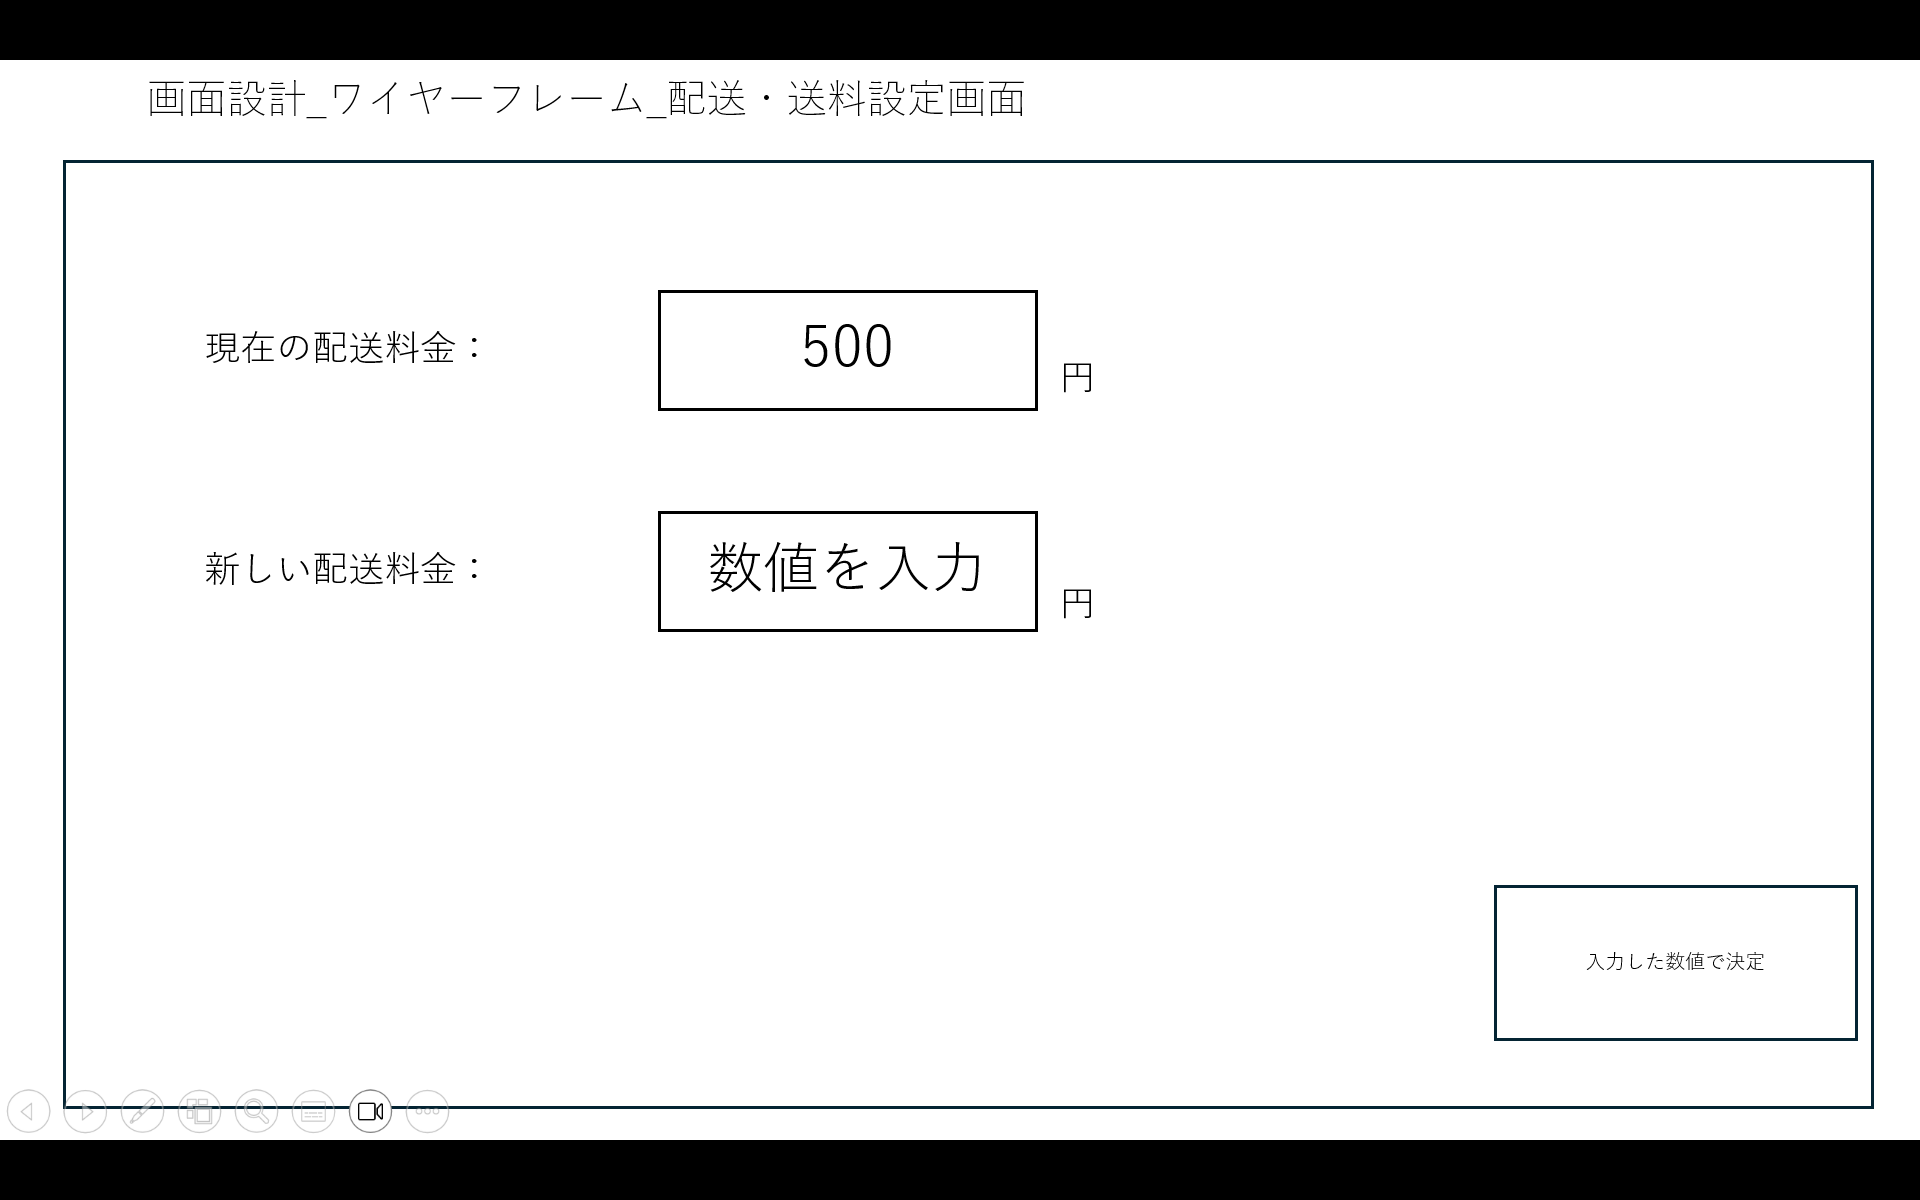 画面設計_ワイヤーフレーム_配送・送料設定画面
現在の配送料金：
500
円
新しい配送料金：
数値を入力
円
入力した数値で決定